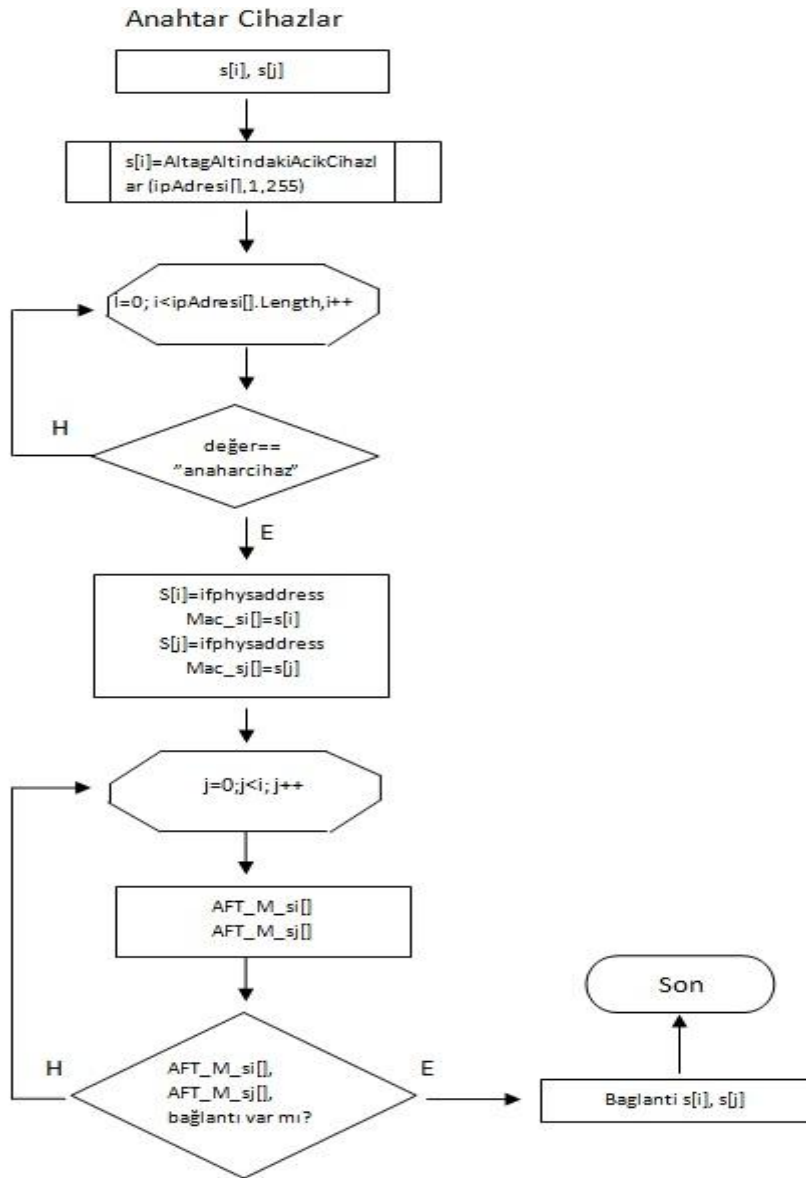 Anahtar Cihazlar
s[i], s[j]
s[i]=AltagAltindakiAcikCihazl
ar (ipAdresi[],1,255)
i=0; i<ipAdresi[].Length,i++
H
değer==
"anaharcihaz"
E
S[i]=ifphysaddress
Mac_si[]=s[i]
S[j]=ifphysaddress
Mac_sj[]=s[j]
j=0;j<i; j++
AFT_M_si[]
AFT_M_sj[]
Son
H
AFT_M_si[],
AFT_M_sj[],
bağlantı var mı?
E
Baglanti s[i], s[j]